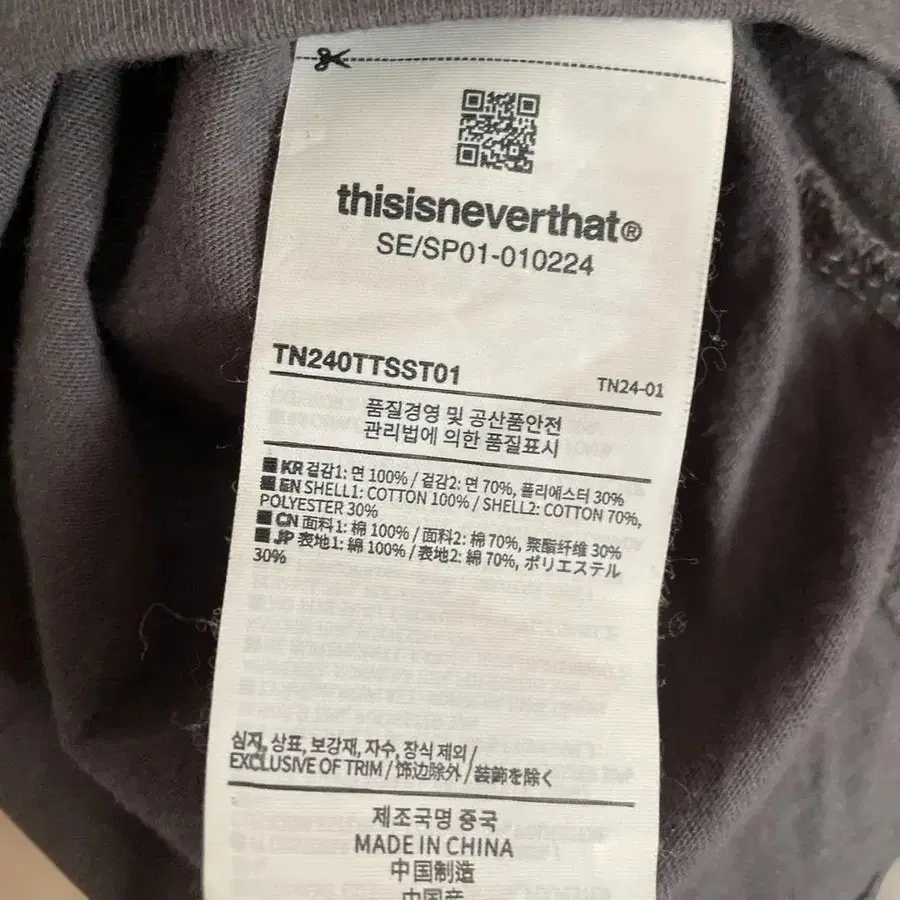 thisisneverthat®
SE/SP01-010224
TN240TTSST01
TN24-01
품질경영 및 공산품안전
관리법에 의한 품질표시
KR 겉감1: 면 100% / 겉감2: 면 70%, 폴리에스터 30%
EN SHELL1: COTTON 100% / SHELL2: COTTON 70%,
POLYESTER 30%
CN 面料1: 棉 100% / 面料2: 棉 70%, 聚酯纤维 30%
JP 表地1: 綿 100% / 表地2: 綿 70%, ポリエステル
30%
심지, 상표, 보강재, 자수, 장식 제외/
EXCLUSIVE OF TRIM / 饰边除外 / 装飾を除く
제조국명 중국
MADE IN CHINA
中国制造
中国産